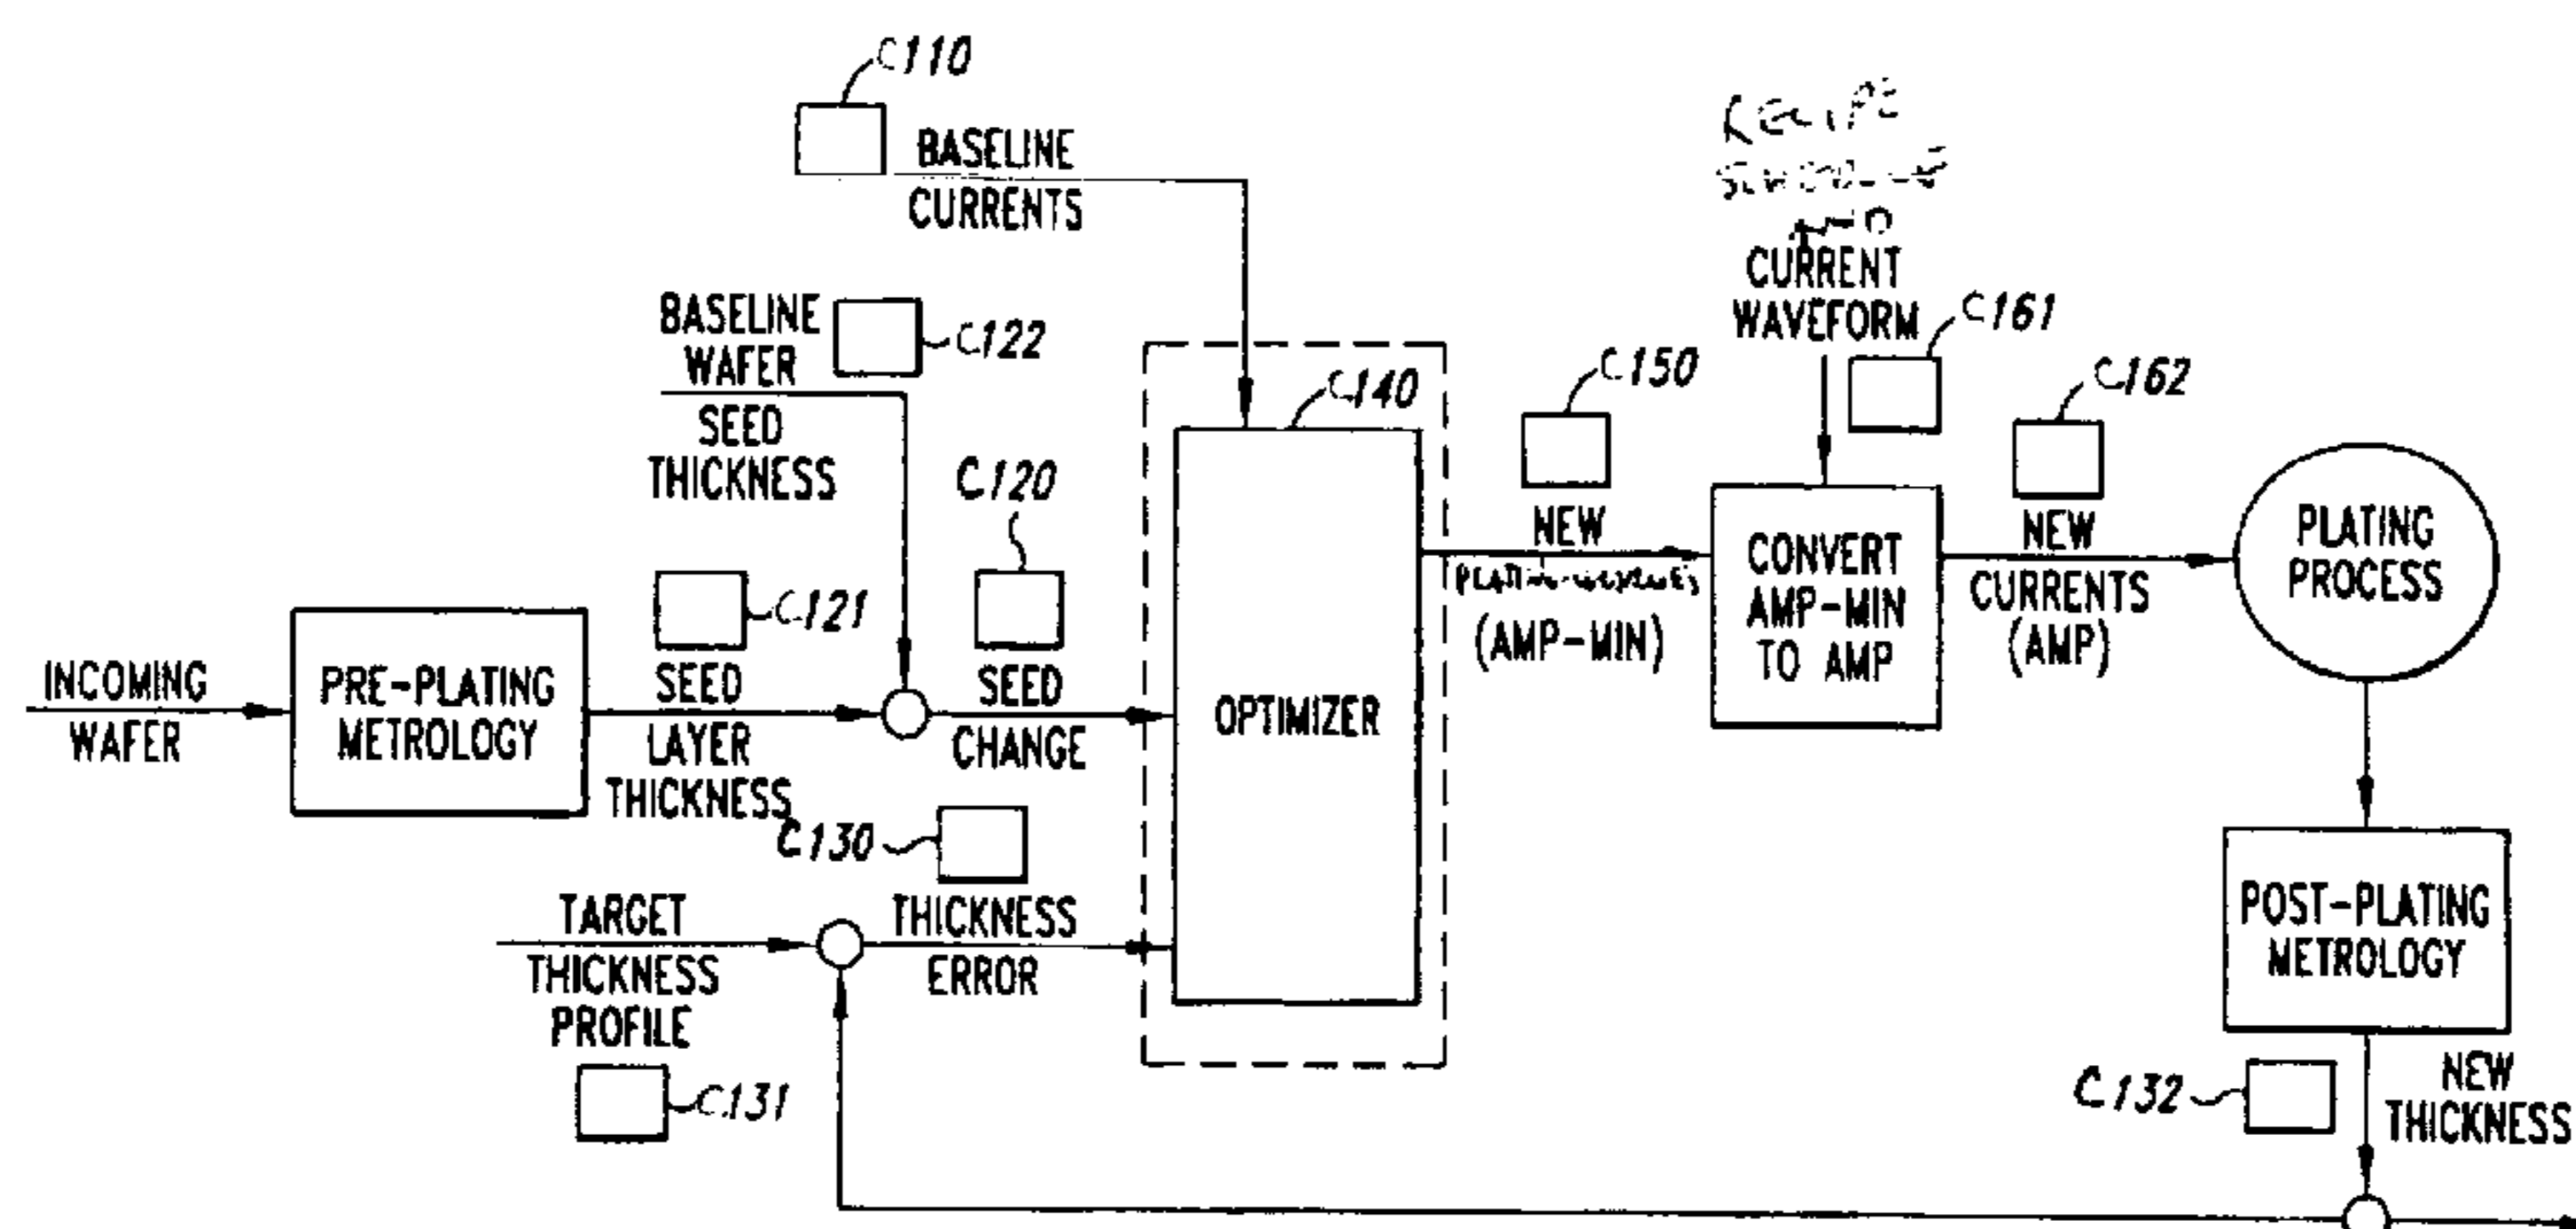 C110
BASELINE
CURRENTS
RECIPE
CURRENT
WAVEFORM
C161
BASELINE
WAFER
SEED
THICKNESS
C122
C120
C140
C150
C162
C121
INCOMING
WAFER
PRE-PLATING
METROLOGY
SEED
LAYER
THICKNESS
SEED
CHANGE
OPTIMIZER
NEW
(AMP-MIN)
CONVERT
AMP-MIN
TO AMP
NEW
CURRENTS
(AMP)
PLATING
PROCESS
C130
TARGET
THICKNESS
PROFILE
C131
THICKNESS
ERROR
POST-PLATING
METROLOGY
C132
NEW
THICKNESS